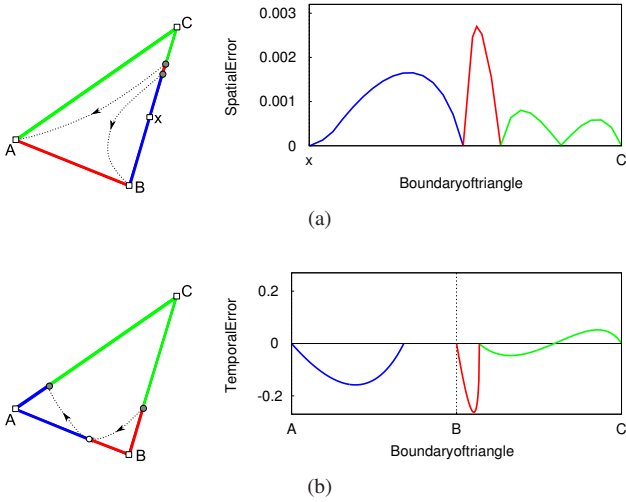 C
x
A
B
SpatialError
0.003
0.002
0.001
0
x
C
Boundaryoftriangle
(a)
C
A
B
TemporalError
0.2
0
-0.2
A
B
C
Boundaryoftriangle
(b)